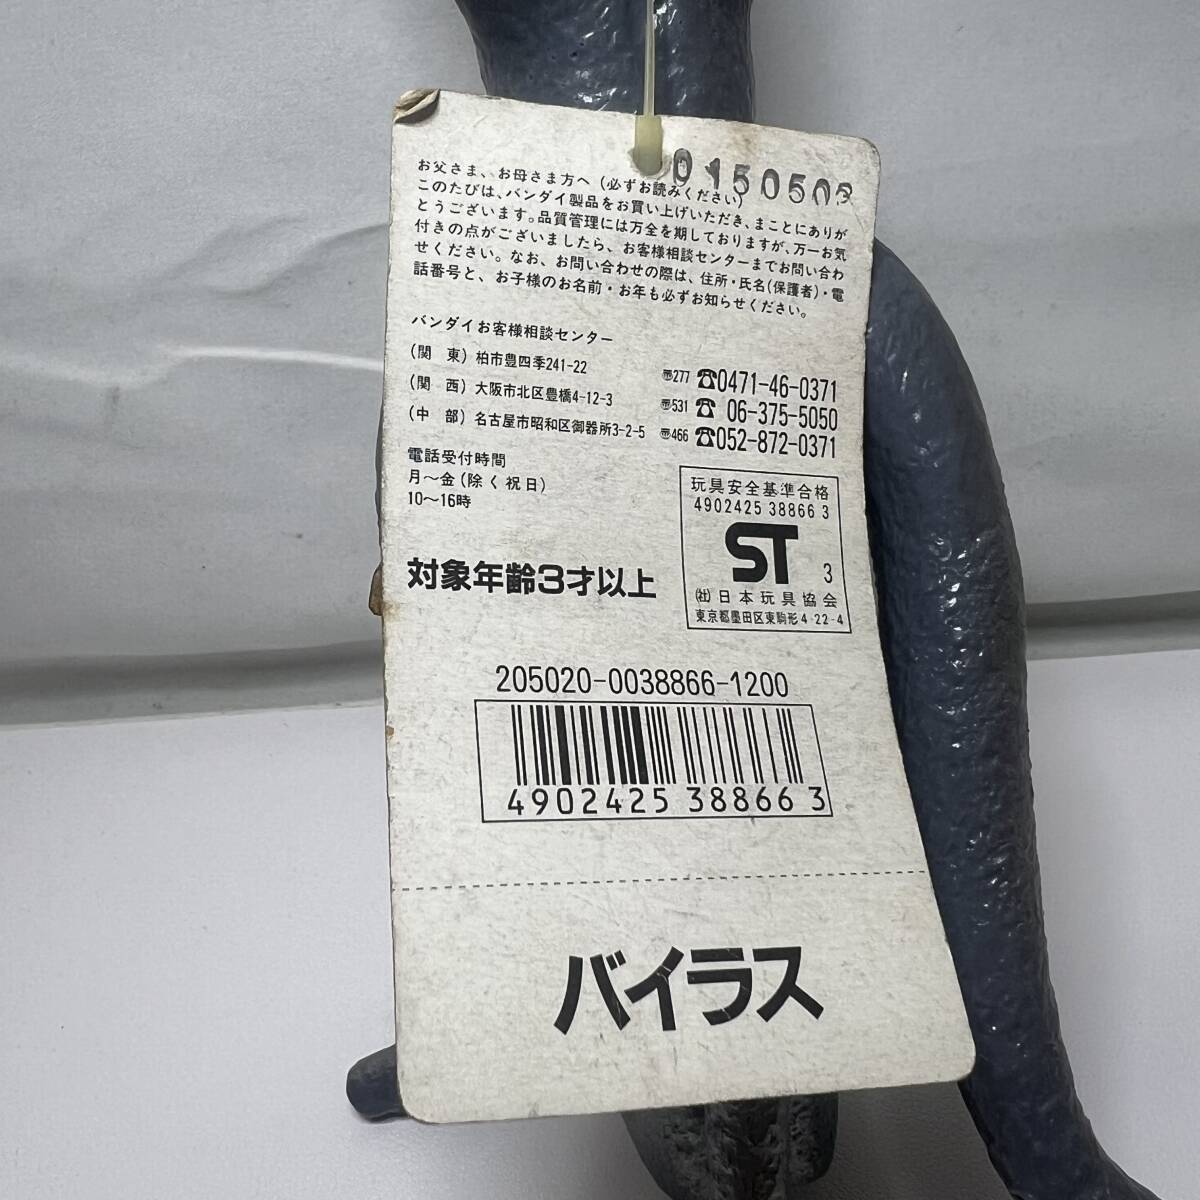 0150503
お父さま、お母さま方へ (必ずお読みください)
このたびは、バンダイ製品をお買い上げいただき、まことにありが
とうございます。品質管理には万全を期しておりますが、万一お気
付きの点がございましたら、お客様相談センターまでお問い合わ
せください。なお、お問い合わせの際は、住所・氏名(保護者)・電
話番号と、お子様のお名前・お年も必ずお知らせください。
バンダイお客様相談センター
(関 東) 柏市豊四季241-22 〠277 ☎0471-46-0371
(関 西) 大阪市北区豊橋4-12-3 〠531 ☎ 06-375-5050
(中 部) 名古屋市昭和区御器所3-2-5 〠466 ☎052-872-0371
電話受付時間
月〜金(除く祝日)
10〜16時
対象年齢3才以上
玩具安全基準合格
4902425 38866 3
ST 3
(社)日本玩具協会
東京都墨田区東駒形4-22-4
205020-0038866-1200
4902425 388663
バイラス